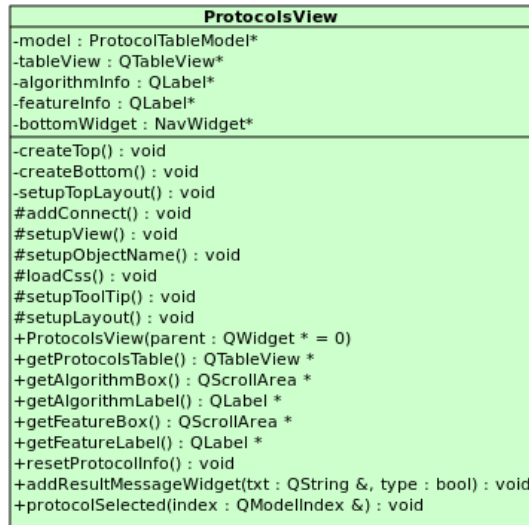 ProtocolsView
-model : ProtocolTableModel*
-tableView : QTableView*
-algorithmInfo : QLabel*
-featureInfo : QLabel*
-bottomWidget : NavWidget*
-createTop() : void
-createBottom() : void
-setupTopLayout() : void
#addConnect() : void
#setupView() : void
#setupObjectName() : void
#loadCss() : void
#setupToolTip() : void
#setupLayout() : void
+ProtocolsView(parent : QWidget * = 0)
+getProtocolsTable() : QTableView *
+getAlgorithmBox() : QScrollArea *
+getAlgorithmLabel() : QLabel *
+getFeatureBox() : QScrollArea *
+getFeatureLabel() : QLabel *
+resetProtocolInfo() : void
+addResultMessageWidget(txt : QString &, type : bool) : void
+protocolSelected(index : QModelIndex &) : void